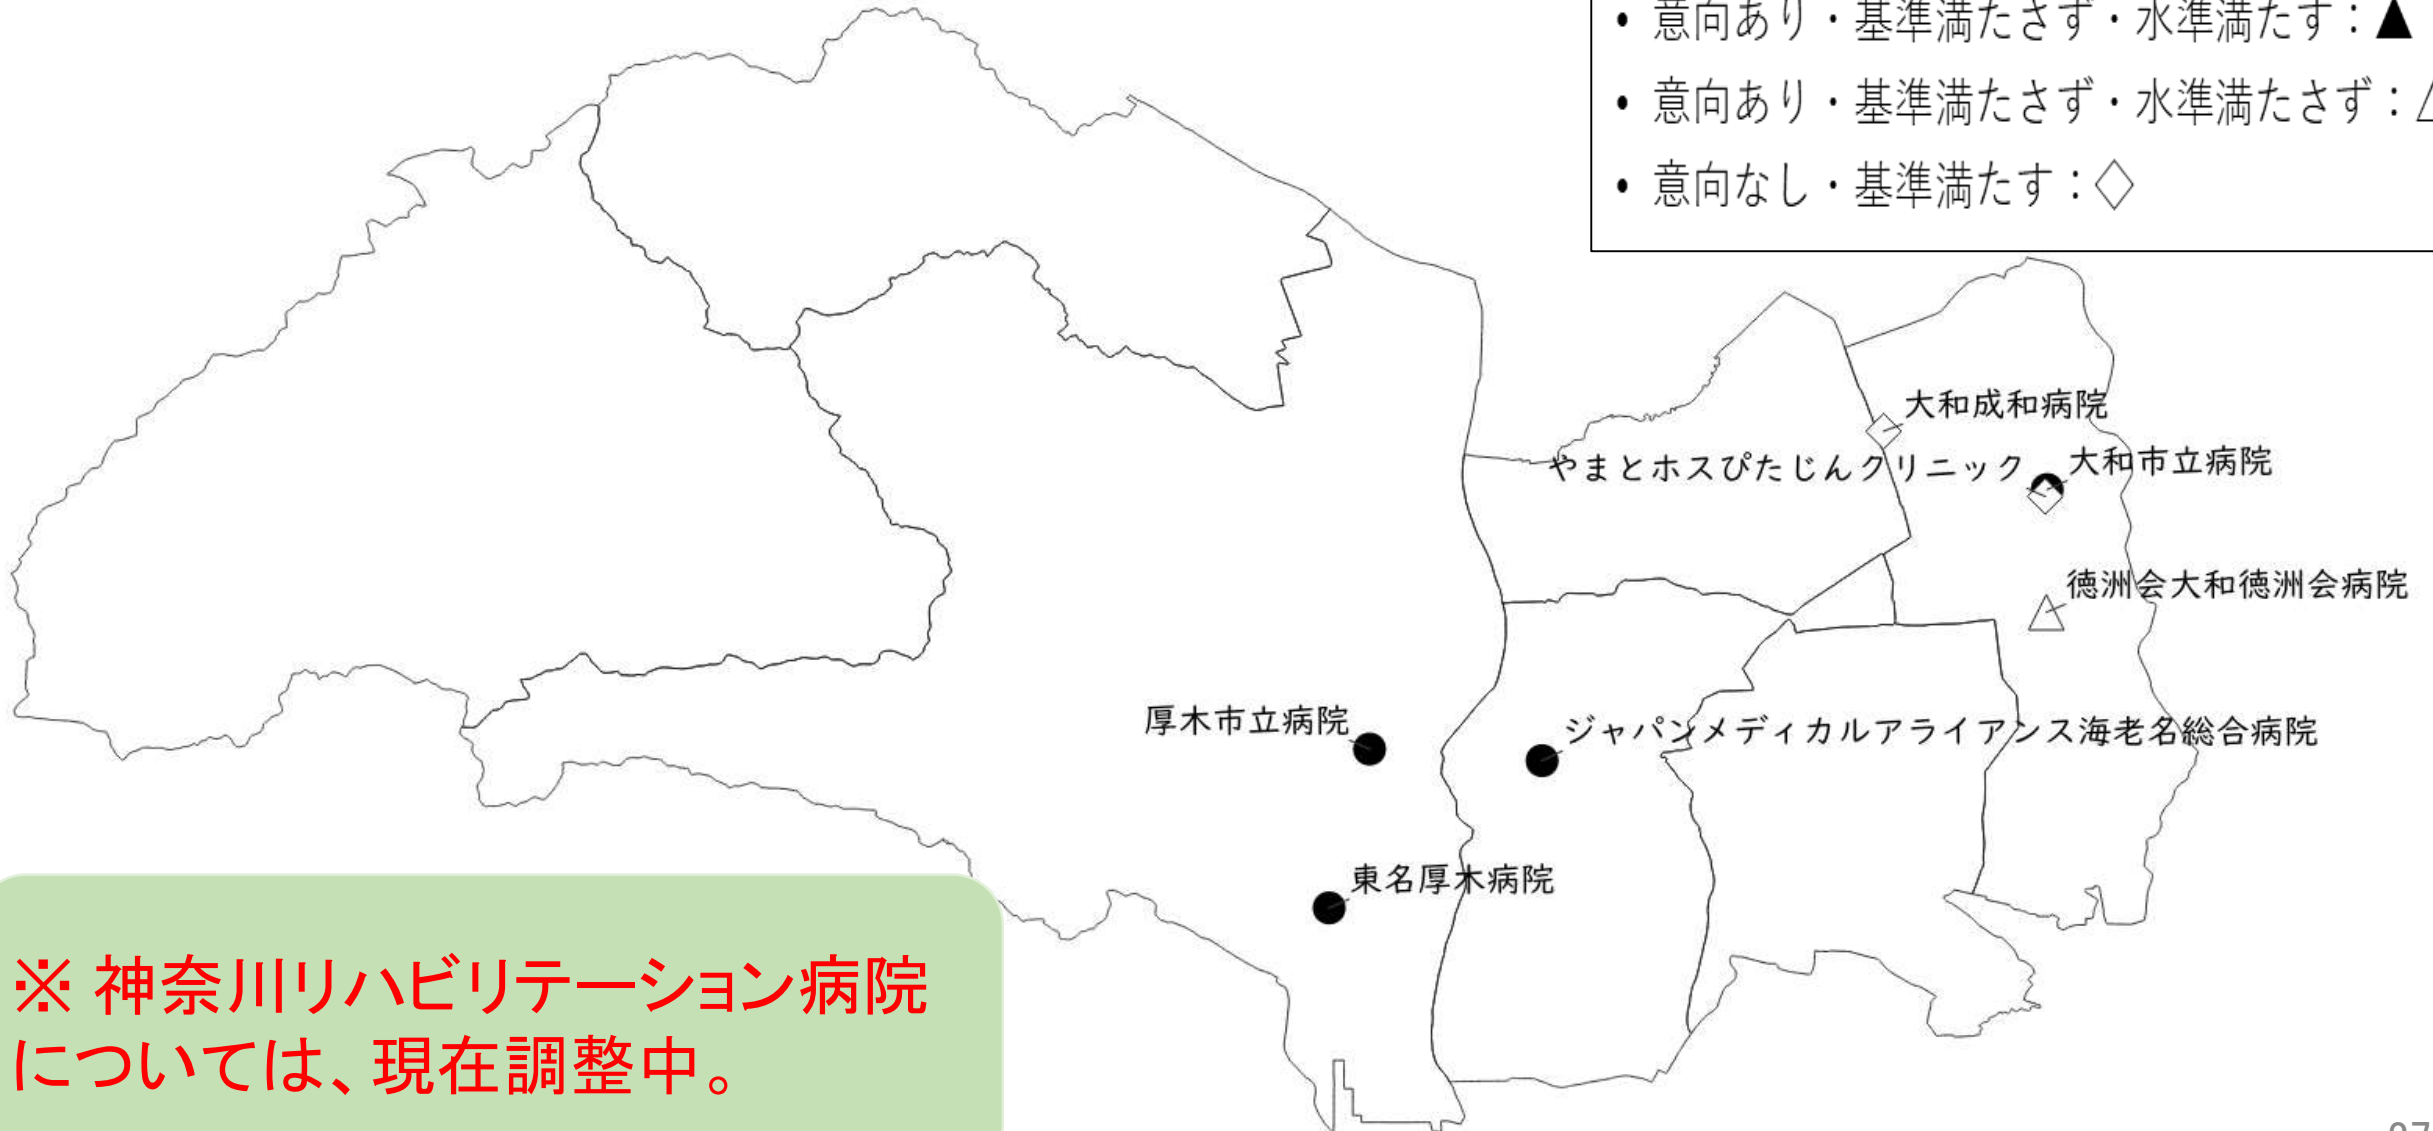 • 意向あり・基準満たさず・水準満たす：▲
• 意向あり・基準満たさず・水準満たさず：△
• 意向なし・基準満たす：◇
大和成和病院
やまとホスぴたじんクリニック
大和市立病院
徳洲会大和徳洲会病院
厚木市立病院
ジャパンメディカルアライアンス海老名総合病院
東名厚木病院
※ 神奈川リハビリテーション病院
については、現在調整中。